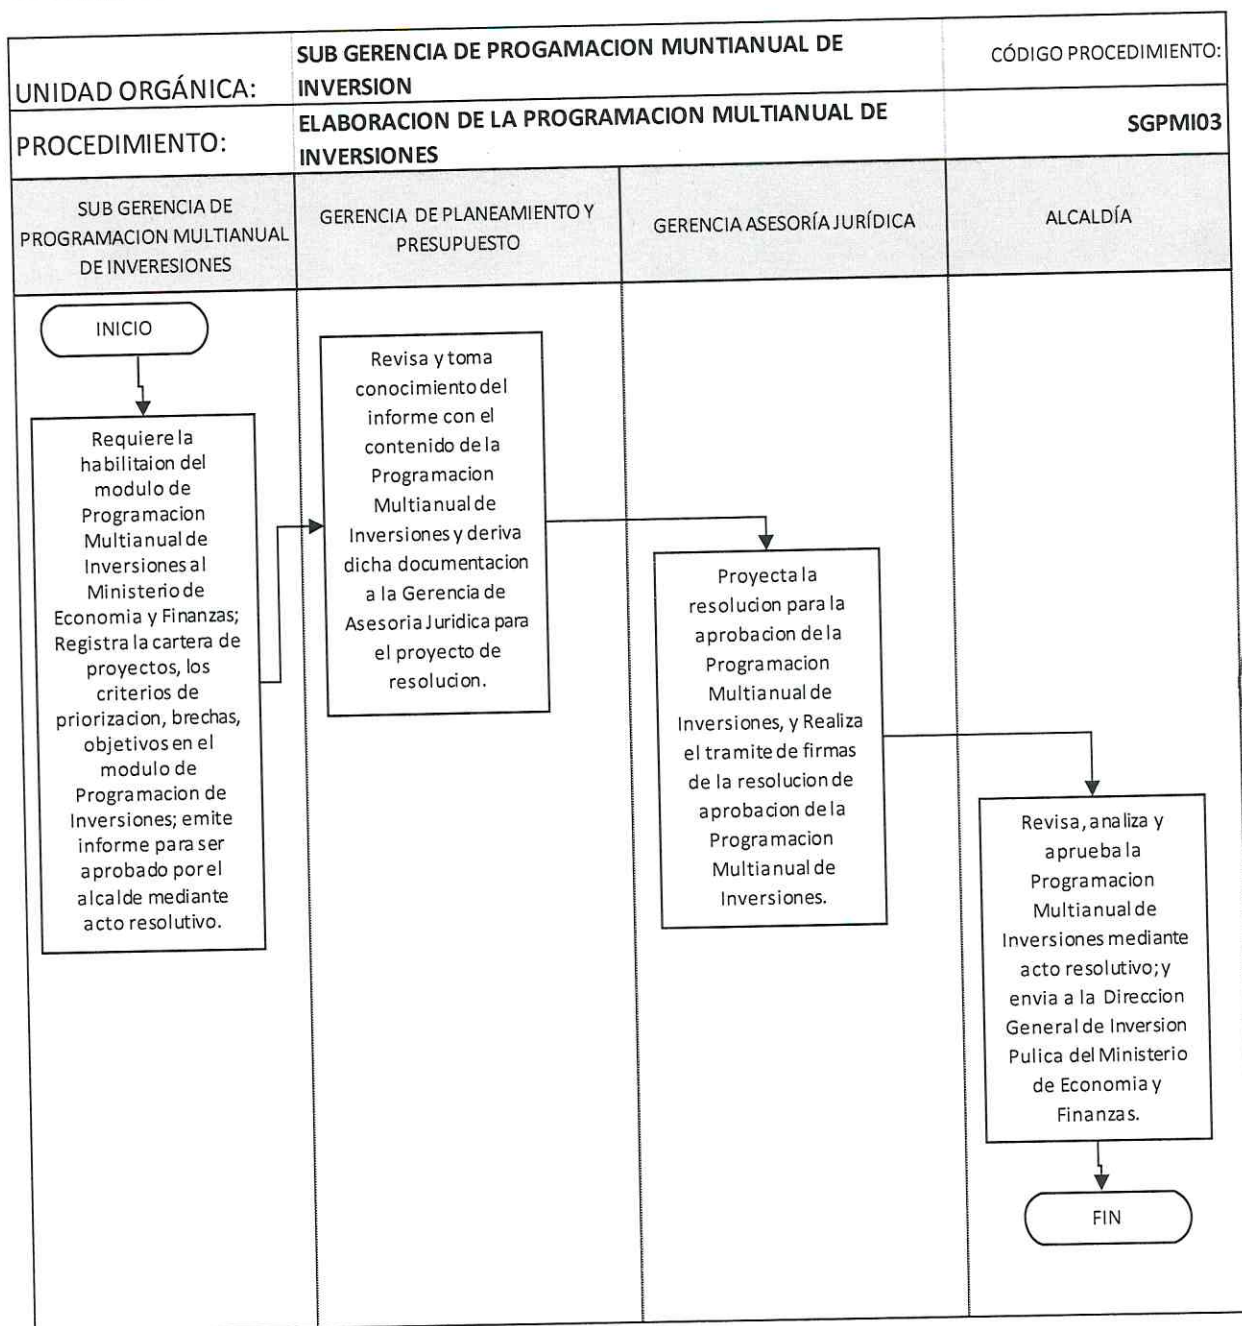 UNIDAD ORGÁNICA:
SUB GERENCIA DE PROGAMACION MUNTIANUAL DE
INVERSION
CÓDIGO PROCEDIMIENTO:
PROCEDIMIENTO:
ELABORACION DE LA PROGRAMACION MULTIANUAL DE
INVERSIONES
SGPMI03
SUB GERENCIA DE
PROGRAMACION MULTIANUAL
DE INVERESIONES
GERENCIA DE PLANEAMIENTO Y
PRESUPUESTO
GERENCIA ASESORÍA JURÍDICA
ALCALDÍA
INICIO
Requiere la
habilitaion del
modulo de
Programacion
Multianual de
Inversiones al
Ministerio de
Economia y Finanzas;
Registra la cartera de
proyectos, los
criterios de
priorizacion, brechas,
objetivos en el
modulo de
Programacion de
Inversiones; emite
informe para ser
aprobado por el
alcalde mediante
acto resolutivo.
Revisa y toma
conocimiento del
informe con el
contenido de la
Programacion
Multianual de
Inversiones y deriva
dicha documentacion
a la Gerencia de
Asesoria Juridica para
el proyecto de
resolucion.
Proyecta la
resolucion para la
aprobacion de la
Programacion
Multianual de
Inversiones, y Realiza
el tramite de firmas
de la resolucion de
aprobacion de la
Programacion
Multianual de
Inversiones.
Revisa, analiza y
aprueba la
Programacion
Multianual de
Inversiones mediante
acto resolutivo; y
envia a la Direccion
General de Inversion
Pulica del Ministerio
de Economia y
Finanzas.
FIN